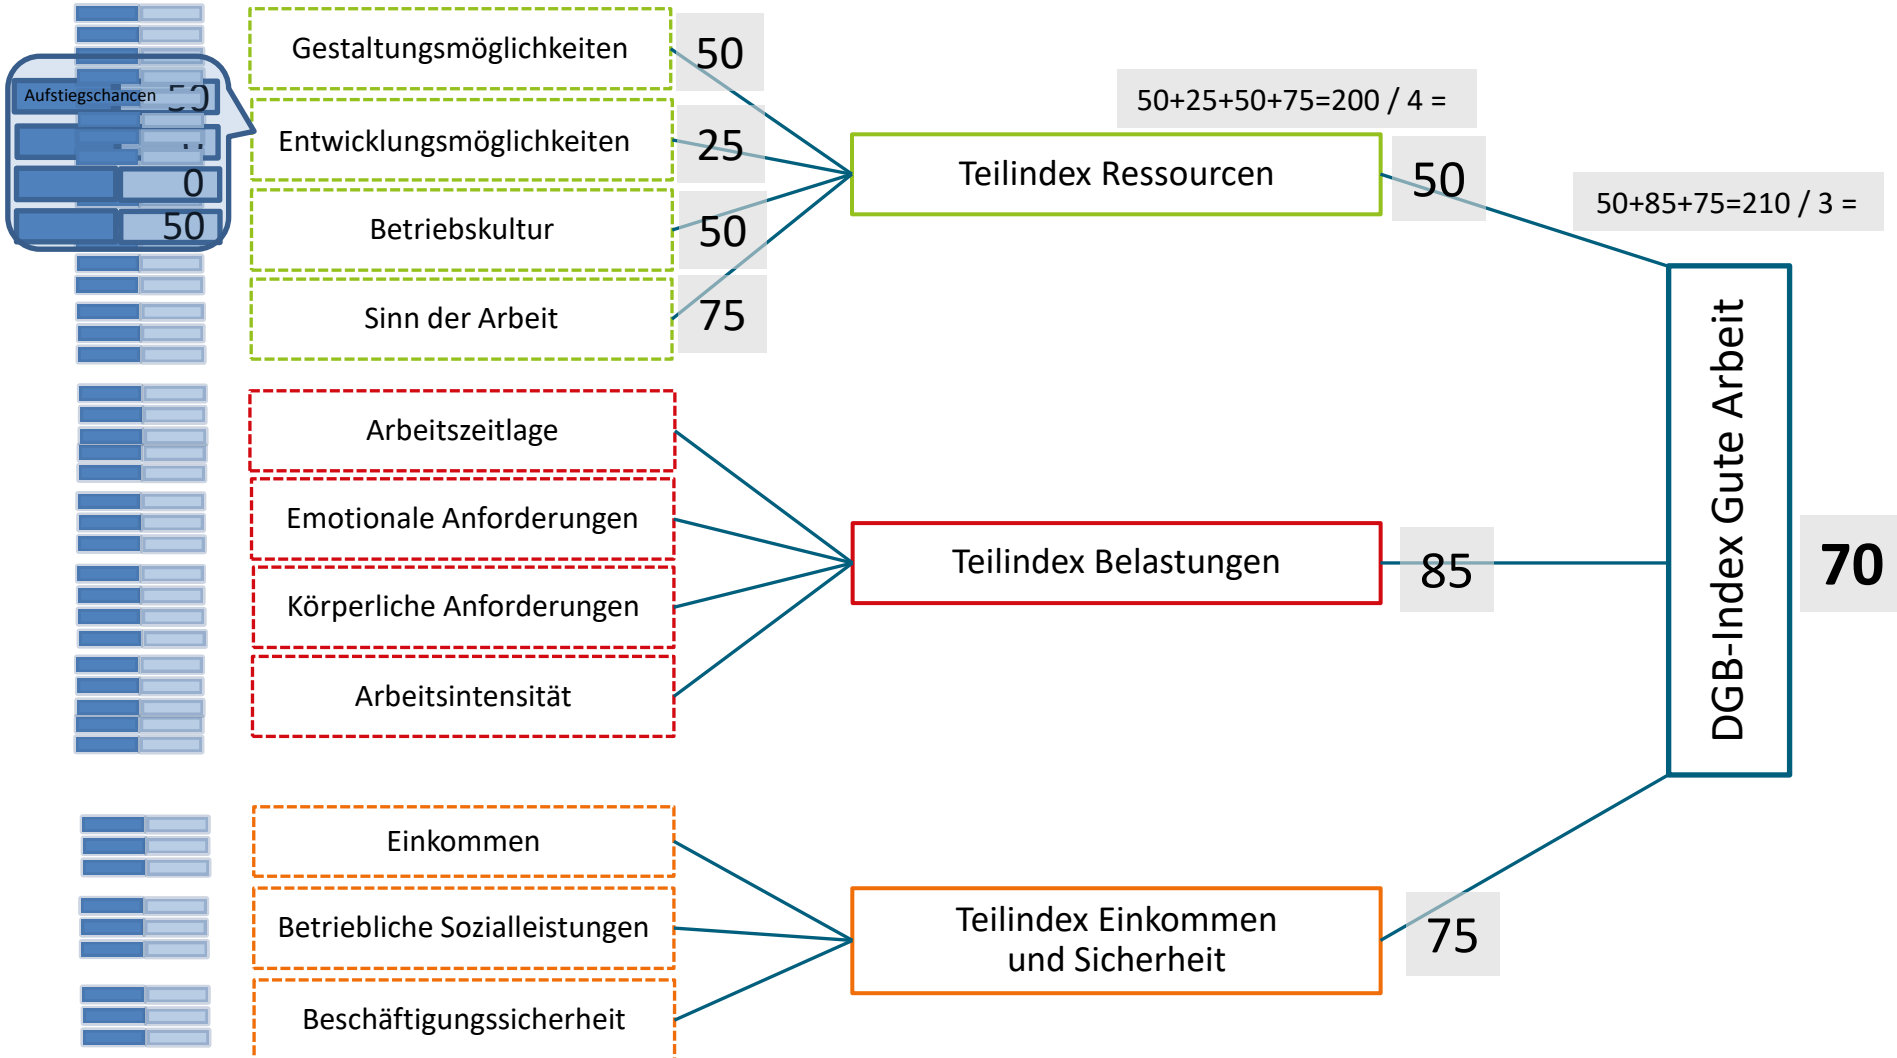 Aufstiegschancen 50
0
50
Gestaltungsmöglichkeiten 50
Entwicklungsmöglichkeiten 25
Betriebskultur 50
Sinn der Arbeit 75
50+25+50+75=200 / 4 =
Teilindex Ressourcen 50
50+85+75=210 / 3 =
Arbeitszeitlage
Emotionale Anforderungen
Körperliche Anforderungen
Arbeitsintensität
Teilindex Belastungen 85
Einkommen
Betriebliche Sozialleistungen
Beschäftigungssicherheit
Teilindex Einkommen
und Sicherheit
75
DGB-Index Gute Arbeit
70